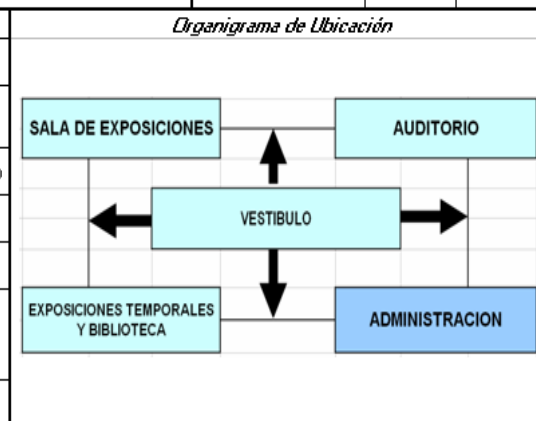 Organigrama de Ubicación
SALA DE EXPOSICIONES
AUDITORIO
VESTIBULO
EXPOSICIONES TEMPORALES
Y BIBLIOTECA
ADMINISTRACION